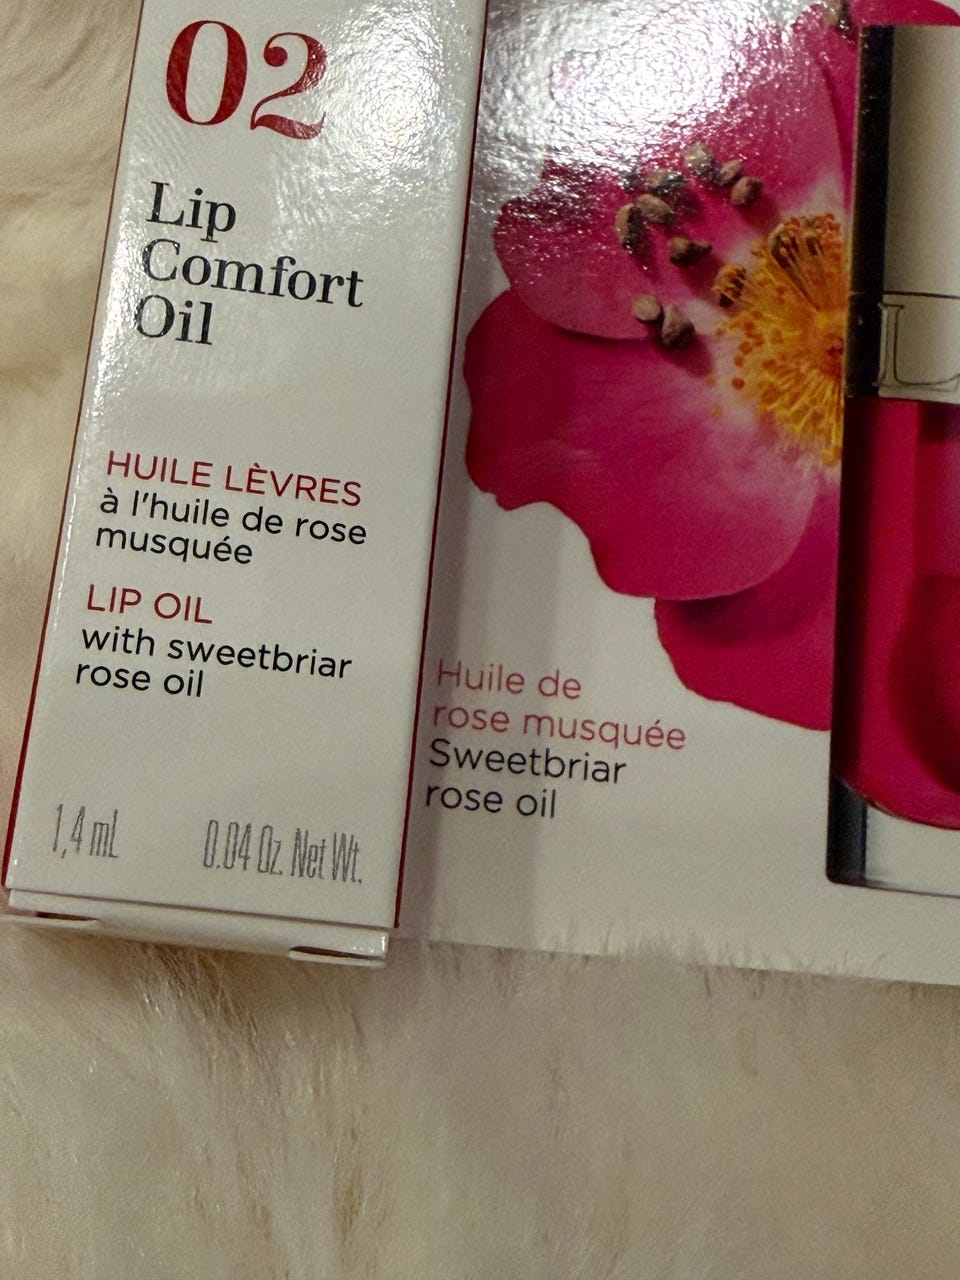 02
Lip
Comfort
Oil
HUILE LÈVRES
à l'huile de rose
musquée
LIP OIL
with sweetbriar
rose oil
1,4 mL 0.04 Oz. Net Wt.
Huile de
rose musquée
Sweetbriar
rose oil
L